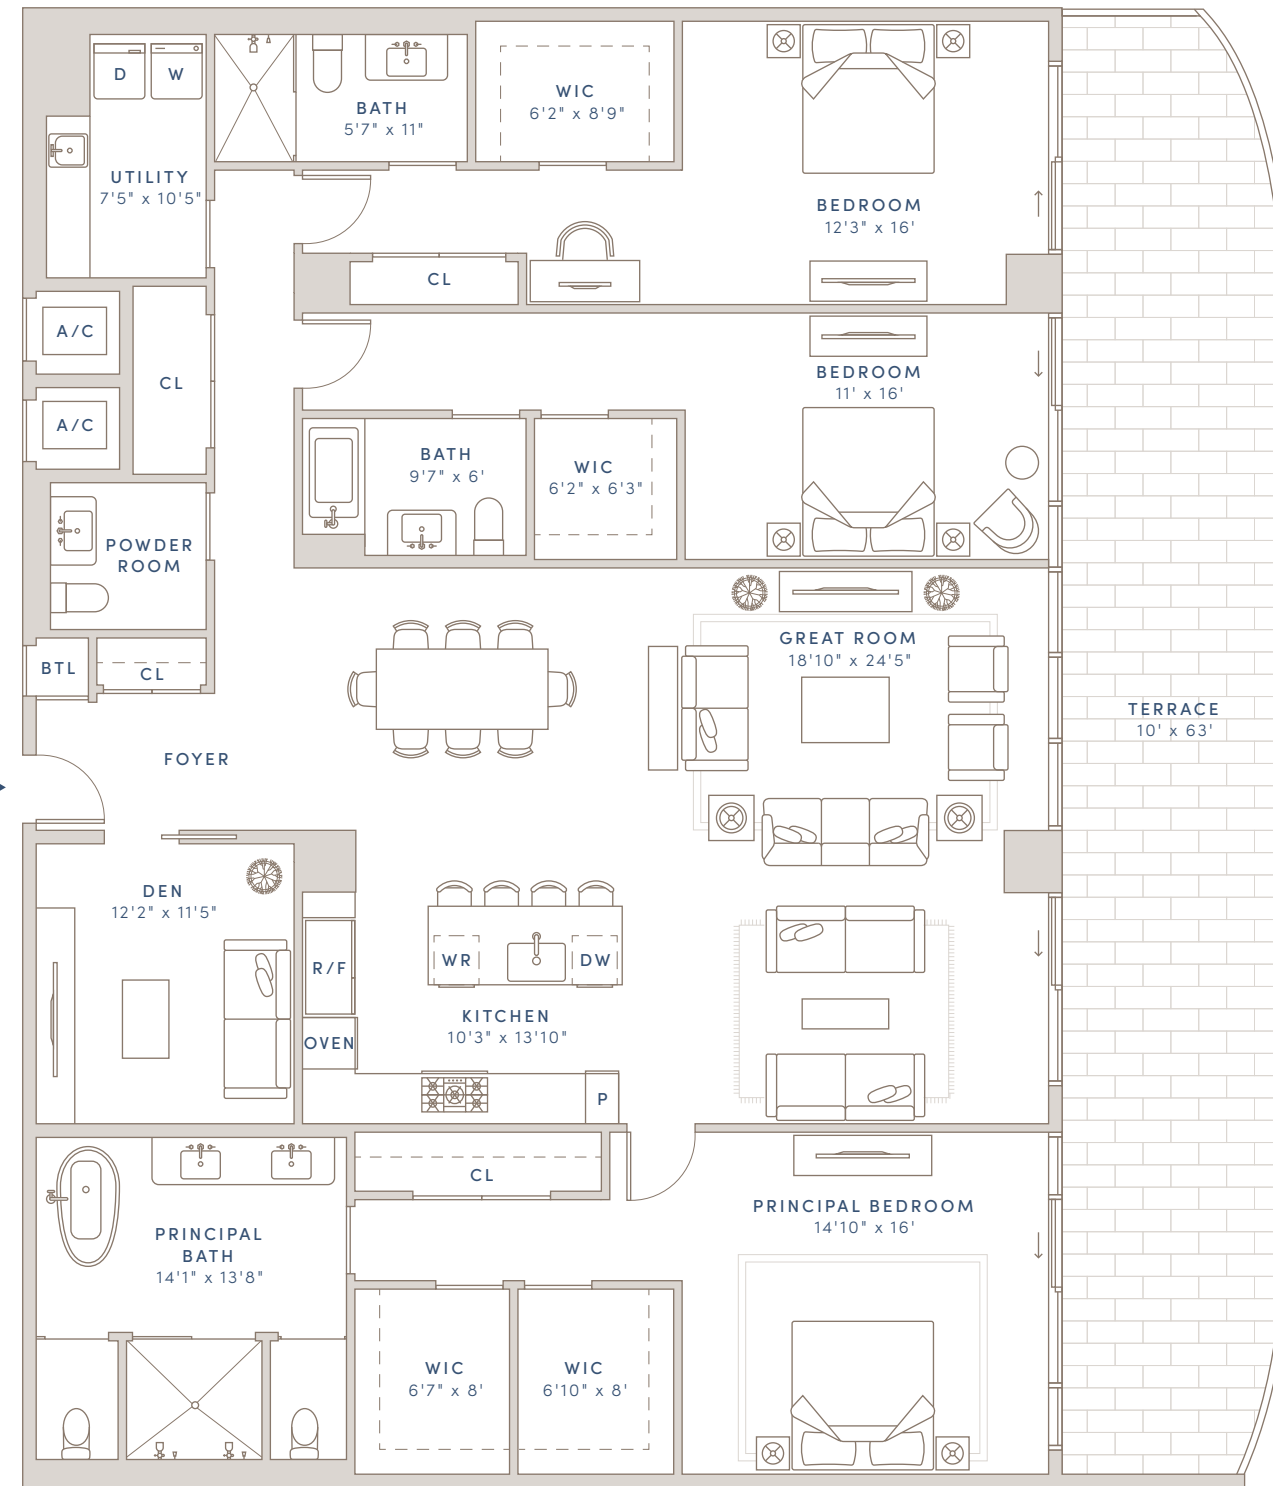 D
W
BATH
5'7" x 11"
WIC
6'2" x 8'9"
UTILITY
7'5" x 10'5"
BEDROOM
12'3" x 16'
CL
A/C
CL
A/C
BEDROOM
11' x 16'
BATH
9'7" x 6'
WIC
6'2" x 6'3"
POWDER
ROOM
BTL
CL
GREAT ROOM
18'10" x 24'5"
TERRACE
10' x 63'
FOYER
DEN
12'2" x 11'5"
R/F
WR
DW
OVEN
KITCHEN
10'3" x 13'10"
P
CL
PRINCIPAL
BATH
14'1" x 13'8"
PRINCIPAL BEDROOM
14'10" x 16'
WIC
6'7" x 8'
WIC
6'10" x 8'